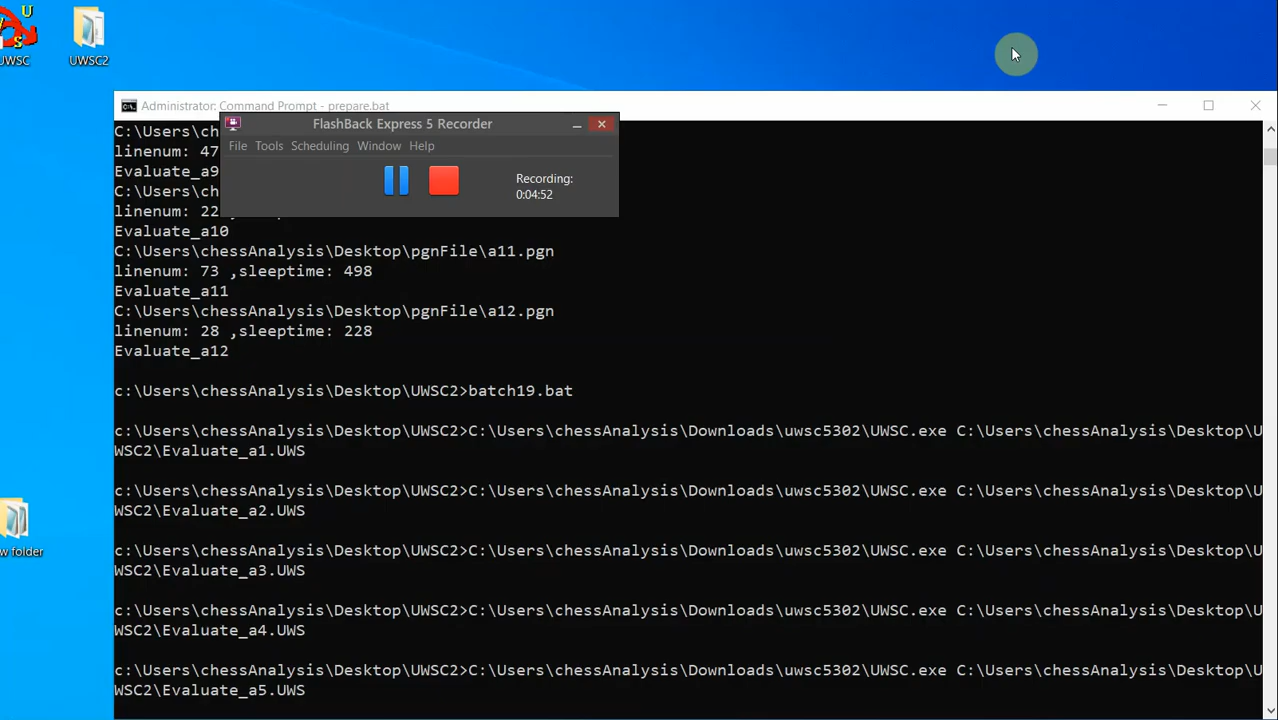 U
S
UWSC
UWSC2
Administrator: Command Prompt - prepare.bat
FlashBack Express 5 Recorder
File Tools Scheduling Window Help
Recording:
0:04:52
C:\Users\ch
linenum: 47
Evaluate_a9
C:\Users\ch
linenum: 22
Evaluate_a10
C:\Users\chessAnalysis\Desktop\pgnFile\a11.pgn
linenum: 73 ,sleeptime: 498
Evaluate_a11
C:\Users\chessAnalysis\Desktop\pgnFile\a12.pgn
linenum: 28 ,sleeptime: 228
Evaluate_a12
c:\Users\chessAnalysis\Desktop\UWSC2>batch19.bat
c:\Users\chessAnalysis\Desktop\UWSC2>C:\Users\chessAnalysis\Downloads\uwsc5302\UWSC.exe C:\Users\chessAnalysis\Desktop\U
WSC2\Evaluate_a1.UWS
c:\Users\chessAnalysis\Desktop\UWSC2>C:\Users\chessAnalysis\Downloads\uwsc5302\UWSC.exe C:\Users\chessAnalysis\Desktop\U
WSC2\Evaluate_a2.UWS
c:\Users\chessAnalysis\Desktop\UWSC2>C:\Users\chessAnalysis\Downloads\uwsc5302\UWSC.exe C:\Users\chessAnalysis\Desktop\U
WSC2\Evaluate_a3.UWS
c:\Users\chessAnalysis\Desktop\UWSC2>C:\Users\chessAnalysis\Downloads\uwsc5302\UWSC.exe C:\Users\chessAnalysis\Desktop\U
WSC2\Evaluate_a4.UWS
w folder
c:\Users\chessAnalysis\Desktop\UWSC2>C:\Users\chessAnalysis\Downloads\uwsc5302\UWSC.exe C:\Users\chessAnalysis\Desktop\U
WSC2\Evaluate_a5.UWS